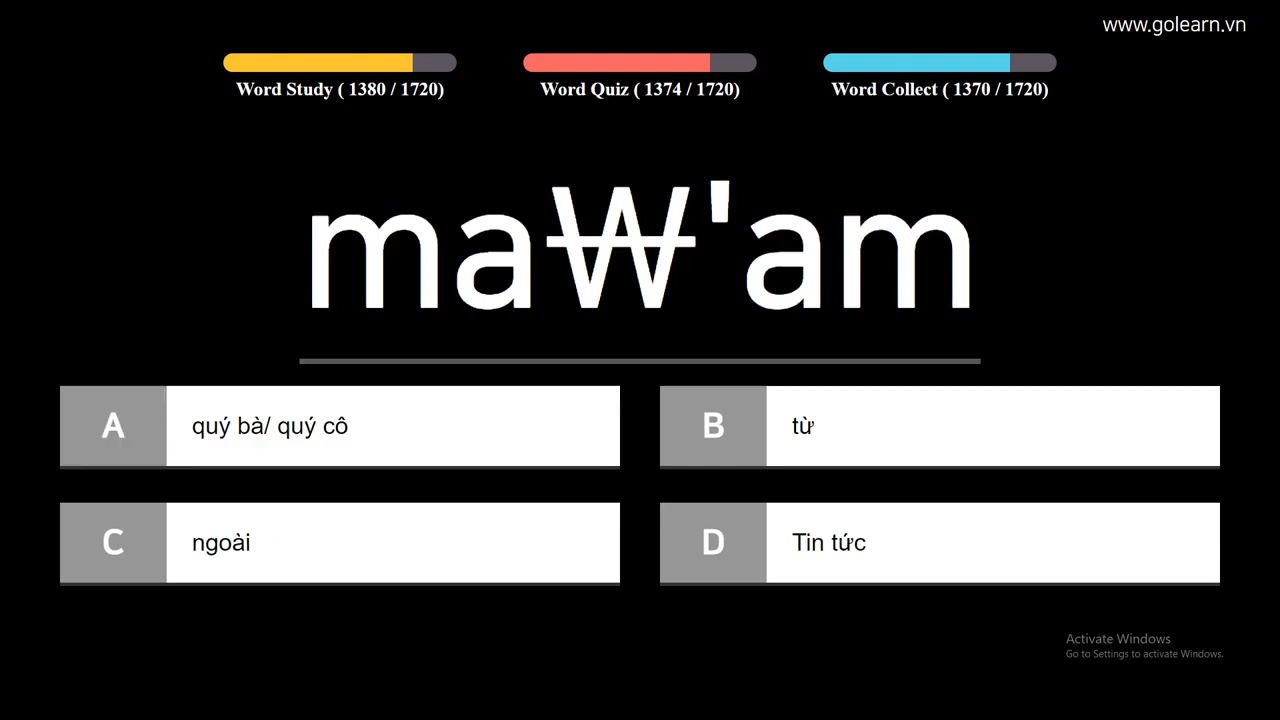 www.golearn.vn
Word Study ( 1380 / 1720)
Word Quiz ( 1374 / 1720)
Word Collect ( 1370 / 1720)
ma₩'am
A quý bà/ quý cô
B từ
C ngoài
D Tin tức
Activate Windows
Go to Settings to activate Windows.